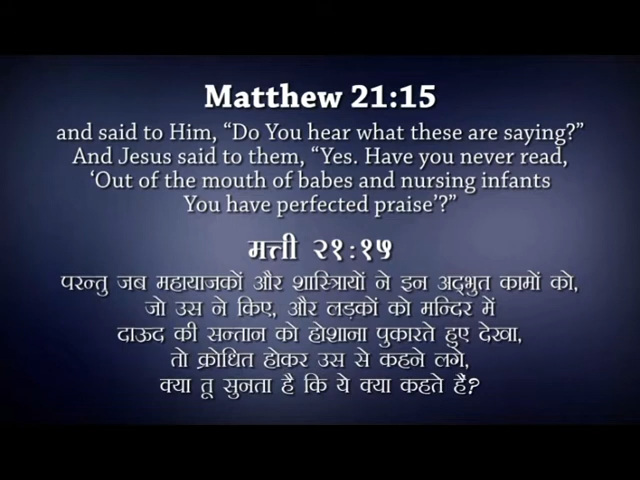 Matthew 21:15
and said to Him, “Do You hear what these are saying?”
And Jesus said to them, “Yes. Have you never read,
‘Out of the mouth of babes and nursing infants
You have perfected praise’?”
मत्ती २१:१५
परन्तु जब महायाजकों और शास्त्रियों ने इन अद्भुत कामों को,
जो उस ने किए, और लड़कों को मन्दिर में
दाऊद की सन्तान को होशाना पुकारते हुए देखा,
तो क्रोधित होकर उस से कहने लगे,
क्या तू सुनता है कि ये क्या कहते हैं?